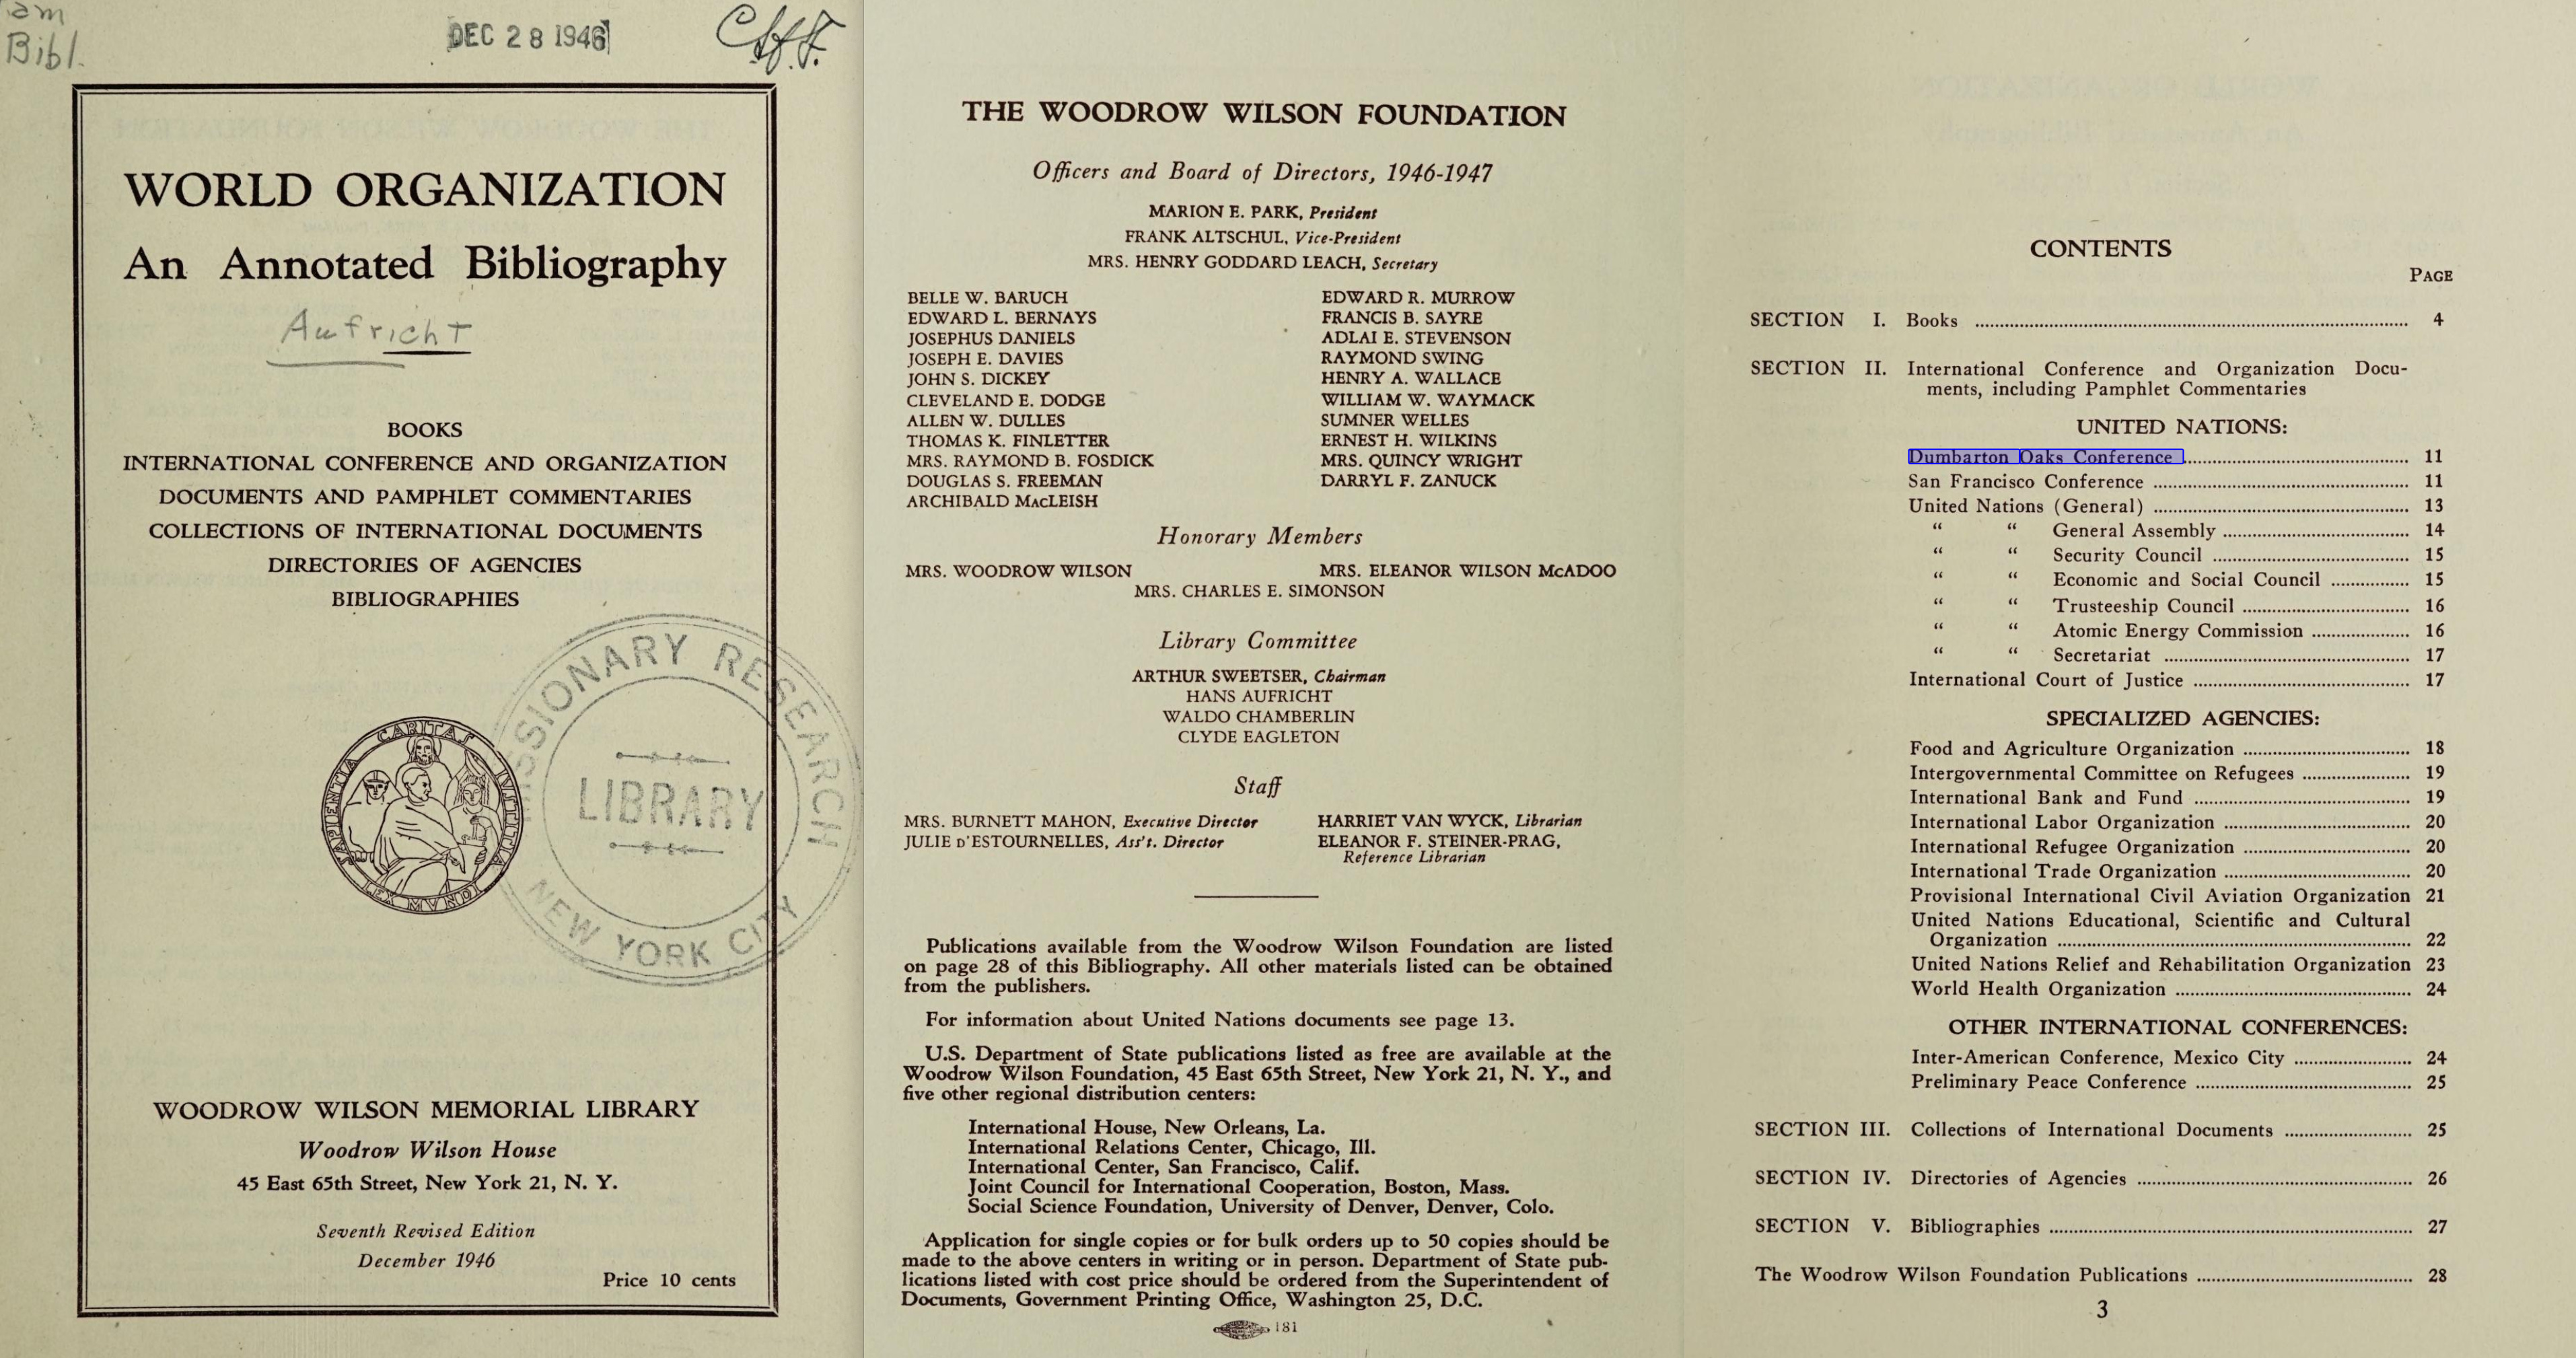 am
Bibl.
DEC 28 1946
WORLD ORGANIZATION
An Annotated Bibliography
Aufricht
BOOKS
INTERNATIONAL CONFERENCE AND ORGANIZATION
DOCUMENTS AND PAMPHLET COMMENTARIES
COLLECTIONS OF INTERNATIONAL DOCUMENTS
DIRECTORIES OF AGENCIES
BIBLIOGRAPHIES
CARITAS
IVSTITIA
SAPIENTIA
LEX MVNDI
MISSIONARY RESEARCH
LIBRARY
NEW YORK CITY
WOODROW WILSON MEMORIAL LIBRARY
Woodrow Wilson House
45 East 65th Street, New York 21, N. Y.
Seventh Revised Edition
December 1946
Price 10 cents
THE WOODROW WILSON FOUNDATION
Officers and Board of Directors, 1946-1947
MARION E. PARK, President
FRANK ALTSCHUL, Vice-President
MRS. HENRY GODDARD LEACH, Secretary
BELLE W. BARUCH
EDWARD L. BERNAYS
JOSEPHUS DANIELS
JOSEPH E. DAVIES
JOHN S. DICKEY
CLEVELAND E. DODGE
ALLEN W. DULLES
THOMAS K. FINLETTER
MRS. RAYMOND B. FOSDICK
DOUGLAS S. FREEMAN
ARCHIBALD MACLEISH
EDWARD R. MURROW
FRANCIS B. SAYRE
ADLAI E. STEVENSON
RAYMOND SWING
HENRY A. WALLACE
WILLIAM W. WAYMACK
SUMNER WELLES
ERNEST H. WILKINS
MRS. QUINCY WRIGHT
DARRYL F. ZANUCK
Honorary Members
MRS. WOODROW WILSON MRS. ELEANOR WILSON McADOO
MRS. CHARLES E. SIMONSON
Library Committee
ARTHUR SWEETSER, Chairman
HANS AUFRICHT
WALDO CHAMBERLIN
CLYDE EAGLETON
Staff
MRS. BURNETT MAHON, Executive Director
JULIE D'ESTOURNELLES, Ass't. Director
HARRIET VAN WYCK, Librarian
ELEANOR F. STEINER-PRAG,
Reference Librarian
Publications available from the Woodrow Wilson Foundation are listed
on page 28 of this Bibliography. All other materials listed can be obtained
from the publishers.
For information about United Nations documents see page 13.
U.S. Department of State publications listed as free are available at the
Woodrow Wilson Foundation, 45 East 65th Street, New York 21, N. Y., and
five other regional distribution centers:
International House, New Orleans, La.
International Relations Center, Chicago, Ill.
International Center, San Francisco, Calif.
Joint Council for International Cooperation, Boston, Mass.
Social Science Foundation, University of Denver, Denver, Colo.
Application for single copies or for bulk orders up to 50 copies should be
made to the above centers in writing or in person. Department of State pub-
lications listed with cost price should be ordered from the Superintendent of
Documents, Government Printing Office, Washington 25, D.C.
181
CONTENTS
PAGE
SECTION I. Books 4
SECTION II. International Conference and Organization Docu-
ments, including Pamphlet Commentaries
UNITED NATIONS:
Dumbarton Oaks Conference 11
San Francisco Conference 11
United Nations (General) 13
“ “ General Assembly 14
“ “ Security Council 15
“ “ Economic and Social Council 15
“ “ Trusteeship Council 16
“ “ Atomic Energy Commission 16
“ “ Secretariat 17
International Court of Justice 17
SPECIALIZED AGENCIES:
Food and Agriculture Organization 18
Intergovernmental Committee on Refugees 19
International Bank and Fund 19
International Labor Organization 20
International Refugee Organization 20
International Trade Organization 20
Provisional International Civil Aviation Organization 21
United Nations Educational, Scientific and Cultural
Organization 22
United Nations Relief and Rehabilitation Organization 23
World Health Organization 24
OTHER INTERNATIONAL CONFERENCES:
Inter-American Conference, Mexico City 24
Preliminary Peace Conference 25
SECTION III. Collections of International Documents 25
SECTION IV. Directories of Agencies 26
SECTION V. Bibliographies 27
The Woodrow Wilson Foundation Publications 28
3